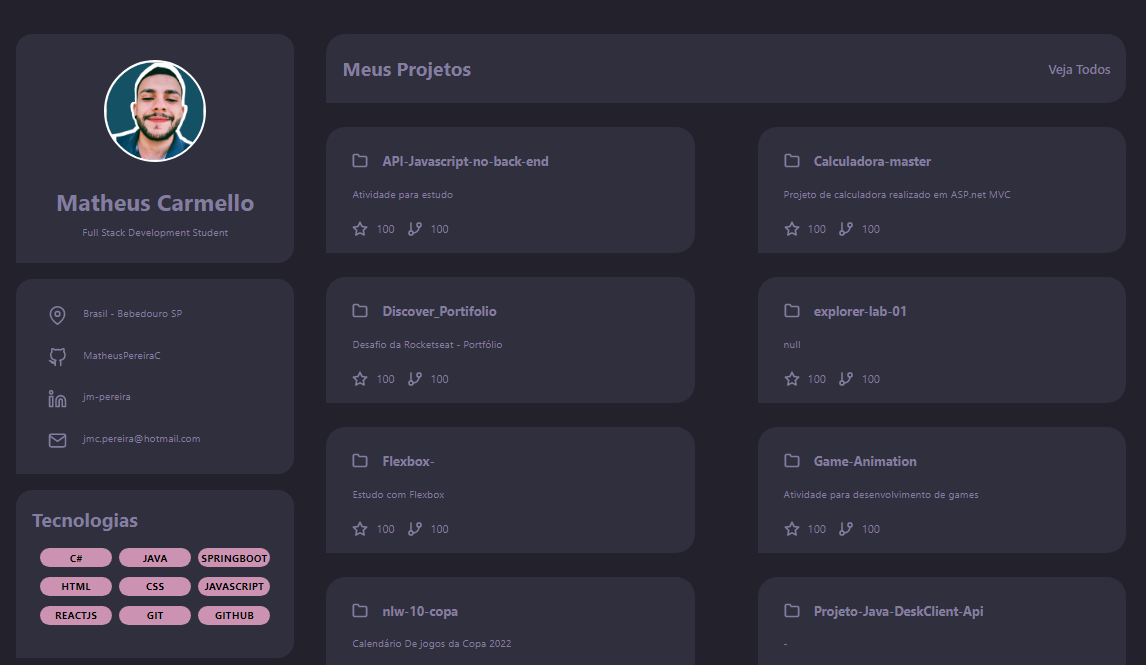 Matheus Carmello
Full Stack Development Student
Brasil - Bebedouro SP
MatheusPereiraC
jm-pereira
jmc.pereira@hotmail.com
Tecnologias
C# JAVA SPRINGBOOT
HTML CSS JAVASCRIPT
REACTJS GIT GITHUB
Meus Projetos Veja Todos
API-Javascript-no-back-end
Atividade para estudo
100 100
Calculadora-master
Projeto de calculadora realizado em ASP.net MVC
100 100
Discover_Portifolio
Desafio da Rocketseat - Portfólio
100 100
explorer-lab-01
null
100 100
Flexbox-
Estudo com Flexbox
100 100
Game-Animation
Atividade para desenvolvimento de games
100 100
nlw-10-copa
Calendário De jogos da Copa 2022
Projeto-Java-DeskClient-Api
-